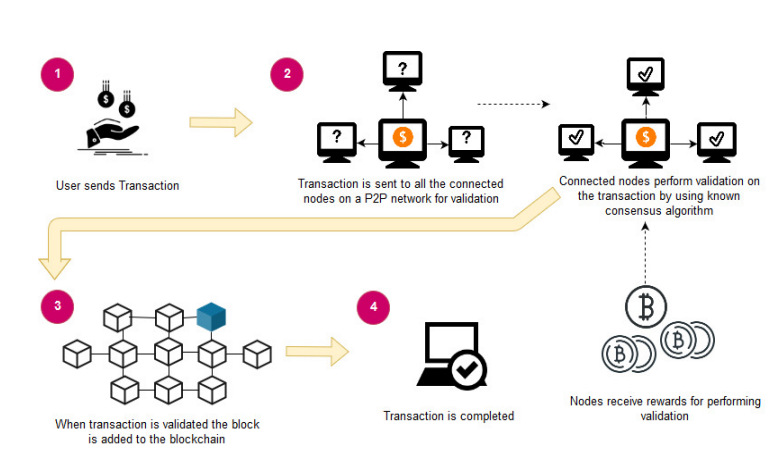 1
User sends Transaction
2
Transaction is sent to all the connected
nodes on a P2P network for validation
Connected nodes perform validation on
the transaction by using known
consensus algorithm
3
When transaction is validated the block
is added to the blockchain
4
Transaction is completed
Nodes receive rewards for performing
validation